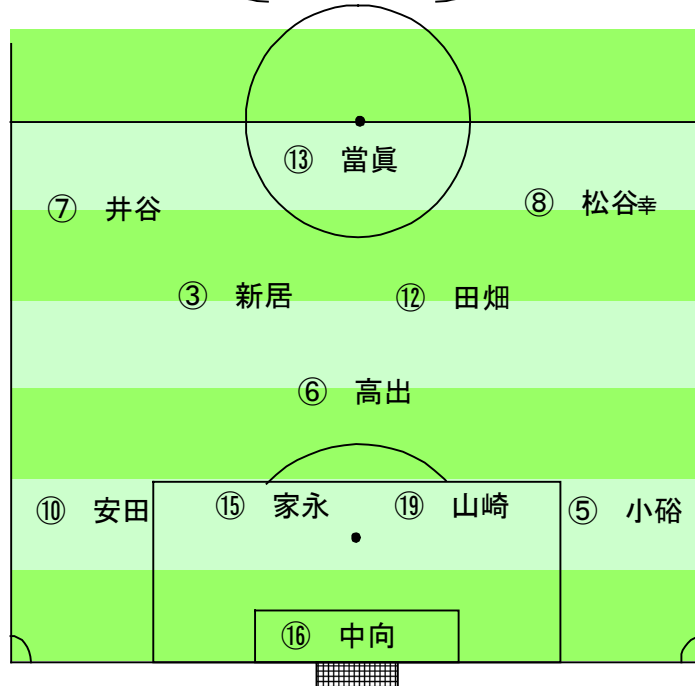 ⑬ 當眞
⑦ 井谷
⑧ 松谷幸
③ 新居
⑫ 田畑
⑥ 高出
⑩ 安田
⑮ 家永
⑲ 山崎
⑤ 小硲
⑯ 中向